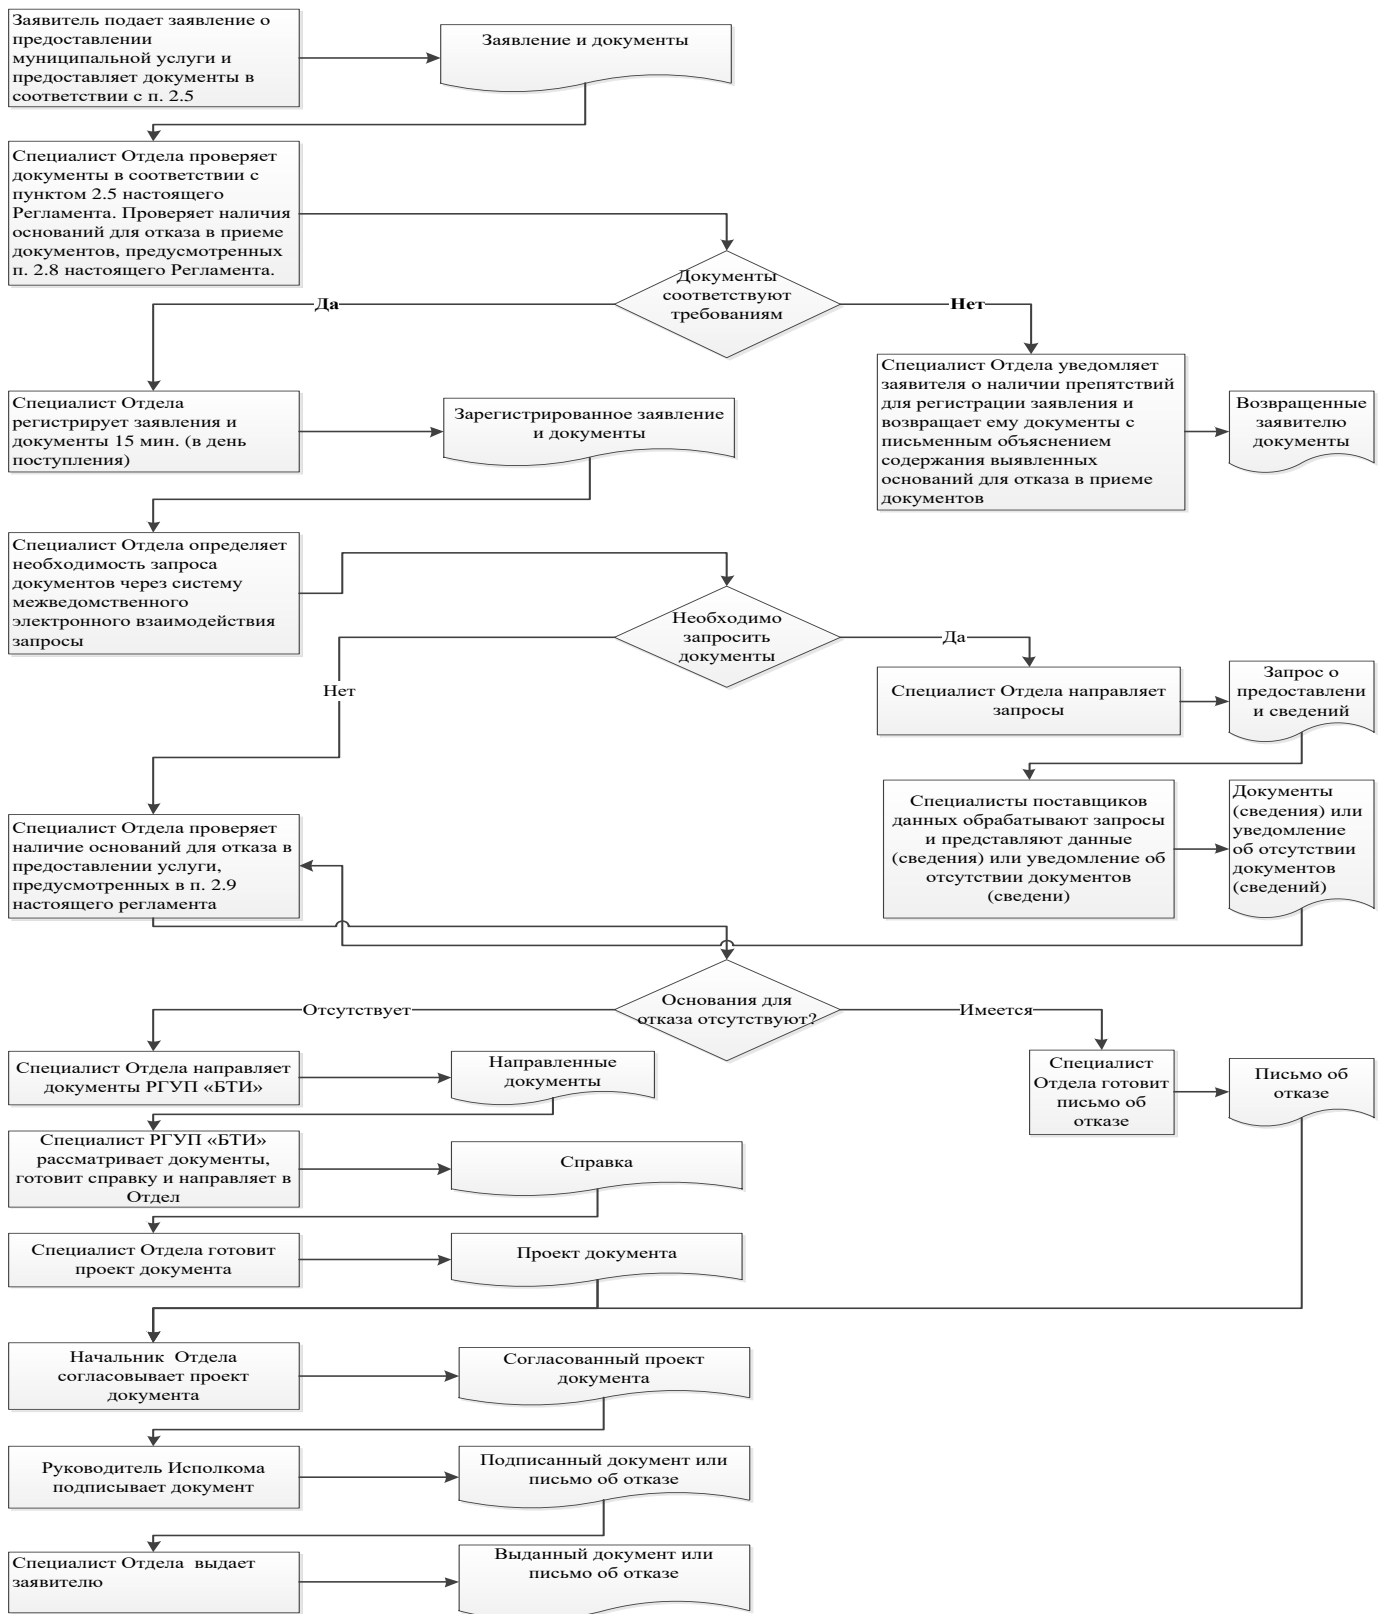 Заявитель подает заявление о
предоставлении
муниципальной услуги и
предоставляет документы в
соответствии с п. 2.5
Заявление и документы
Специалист Отдела проверяет
документы в соответствии с
пунктом 2.5 настоящего
Регламента. Проверяет наличия
оснований для отказа в приеме
документов, предусмотренных
п. 2.8 настоящего Регламента.
Документы
соответствуют
требованиям
Да
Нет
Специалист Отдела уведомляет
заявителя о наличии препятствий
для регистрации заявления и
возвращает ему документы с
письменным объяснением
содержания выявленных
оснований для отказа в приеме
документов
Возвращенные
заявителю
документы
Специалист Отдела
регистрирует заявления и
документы 15 мин. (в день
поступления)
Зарегистрированное заявление
и документы
Специалист Отдела определяет
необходимость запроса
документов через систему
межведомственного
электронного взаимодействия
запросы
Необходимо
запросить
документы
Да
Нет
Специалист Отдела направляет
запросы
Запрос о
предоставлени
и сведений
Специалисты поставщиков
данных обрабатывают запросы
и представляют данные
(сведения) или уведомление об
отсутствии документов
(сведени)
Документы
(сведения) или
уведомление
об отсутствии
документов
(сведений)
Специалист Отдела проверяет
наличие оснований для отказа в
предоставлении услуги,
предусмотренных в п. 2.9
настоящего регламента
Основания для
отказа отсутствуют?
Отсутствует
Имеется
Специалист Отдела направляет
документы РГУП «БТИ»
Направленные
документы
Специалист
Отдела готовит
письмо об
отказе
Письмо об
отказе
Специалист РГУП «БТИ»
рассматривает документы,
готовит справку и направляет в
Отдел
Справка
Специалист Отдела готовит
проект документа
Проект документа
Начальник  Отдела
согласовывает проект
документа
Согласованный проект
документа
Руководитель Исполкома
подписывает документ
Подписанный документ или
письмо об отказе
Специалист Отдела  выдает
заявителю
Выданный документ или
письмо об отказе